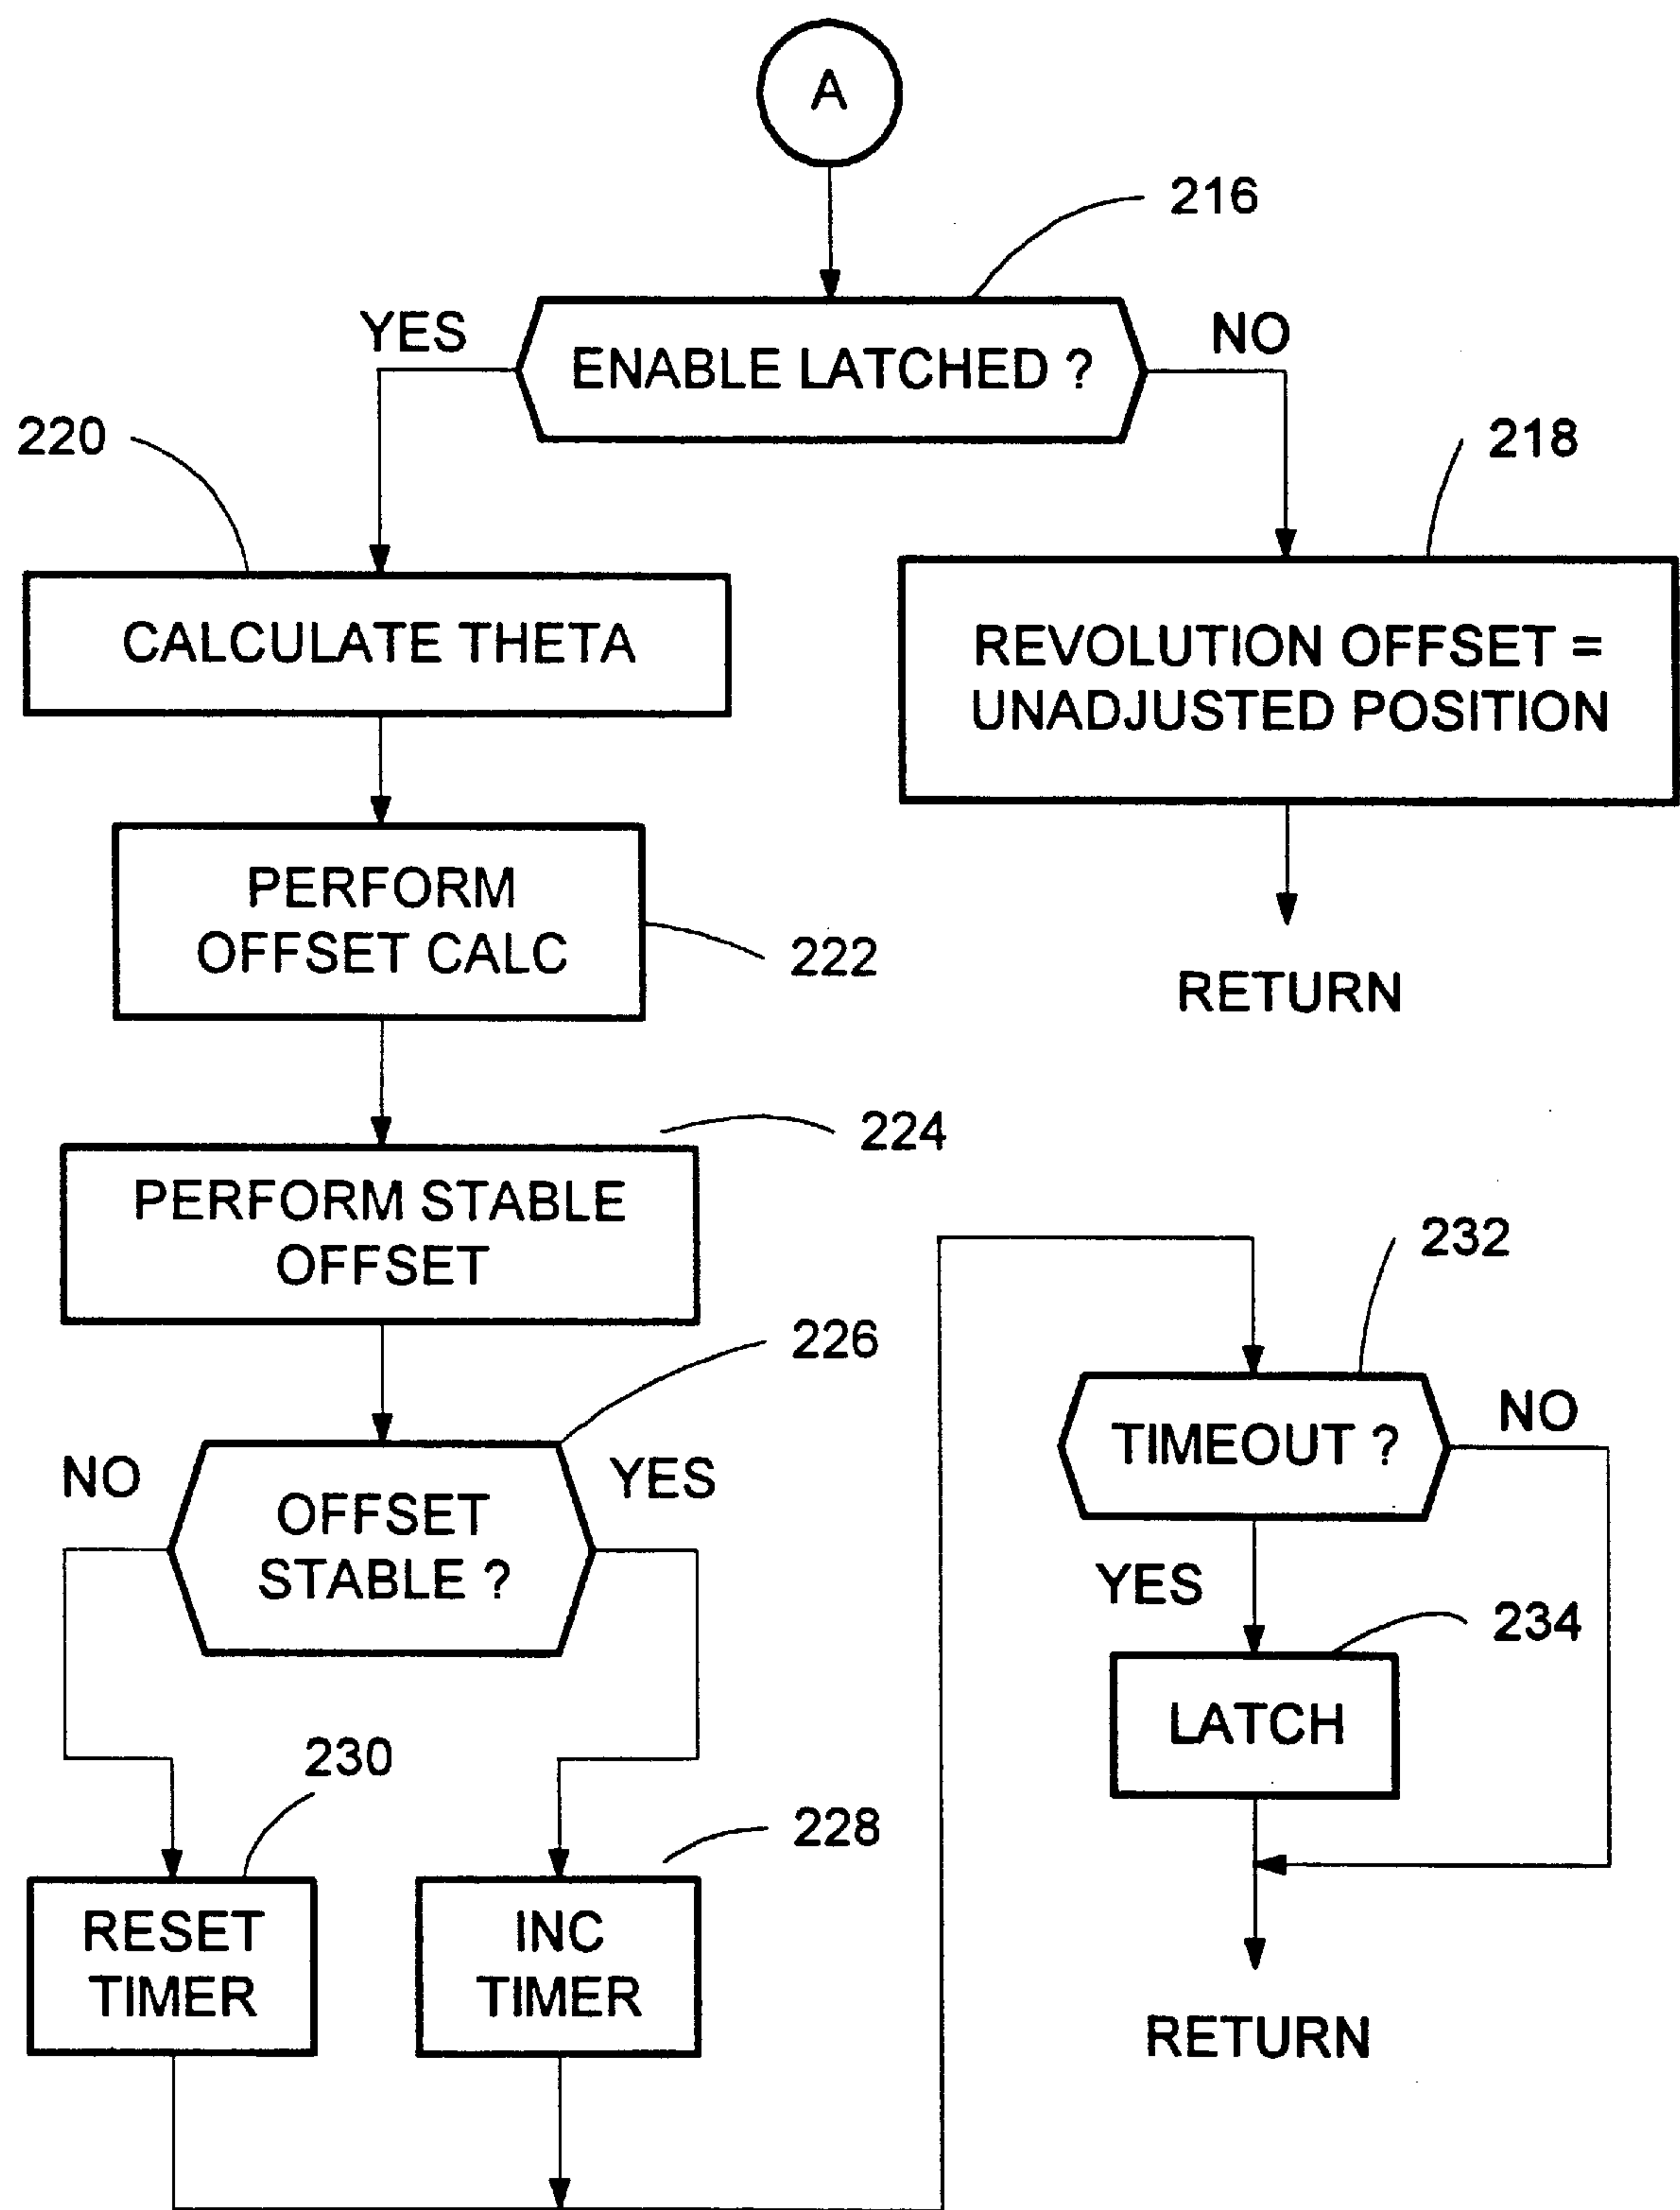 A
216
YES
NO
ENABLE LATCHED ?
220
218
CALCULATE THETA
REVOLUTION OFFSET =
UNADJUSTED POSITION
PERFORM
OFFSET CALC
222
RETURN
224
PERFORM STABLE
OFFSET
226
NO
YES
OFFSET
STABLE ?
230
228
RESET
TIMER
INC
TIMER
232
TIMEOUT ?
NO
YES
234
LATCH
RETURN